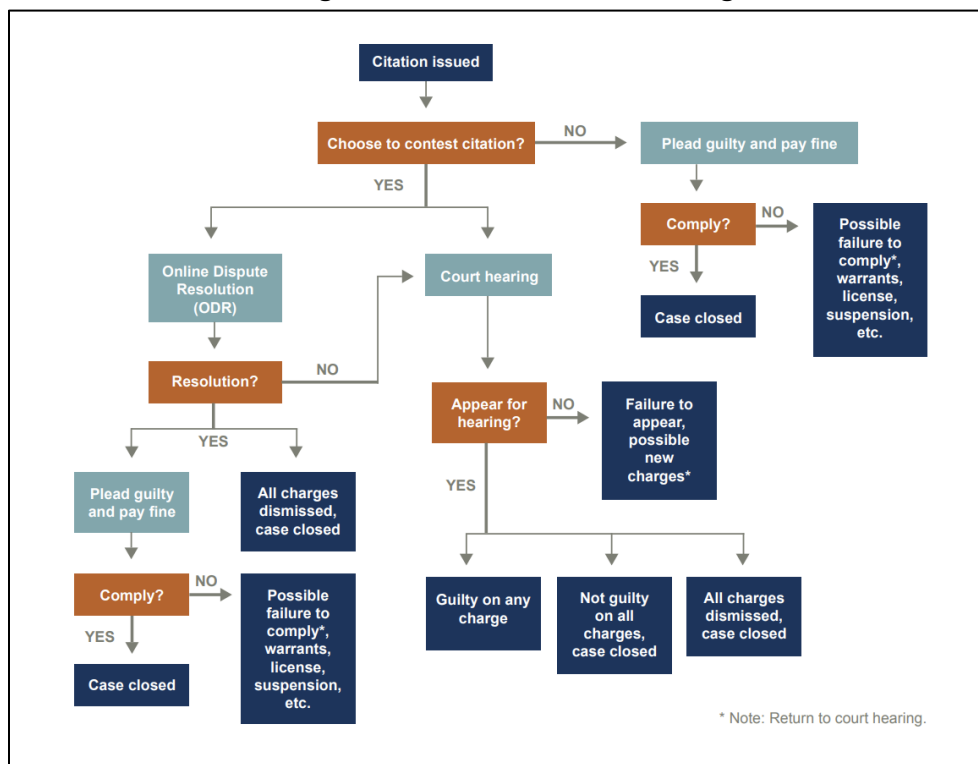 Citation issued
Choose to contest citation?
NO
Plead guilty and pay fine
YES
Comply?
NO
Possible
failure to
comply*,
warrants,
license,
suspension,
etc.
YES
Case closed
Online Dispute
Resolution
(ODR)
Court hearing
Resolution?
NO
YES
Appear for
hearing?
NO
Failure to
appear,
possible
new
charges*
YES
Plead guilty
and pay fine
All charges
dismissed,
case closed
Comply?
NO
Possible
failure to
comply*,
warrants,
license,
suspension,
etc.
YES
Case closed
Guilty on any
charge
Not guilty
on all
charges,
case closed
All charges
dismissed,
case closed
* Note: Return to court hearing.